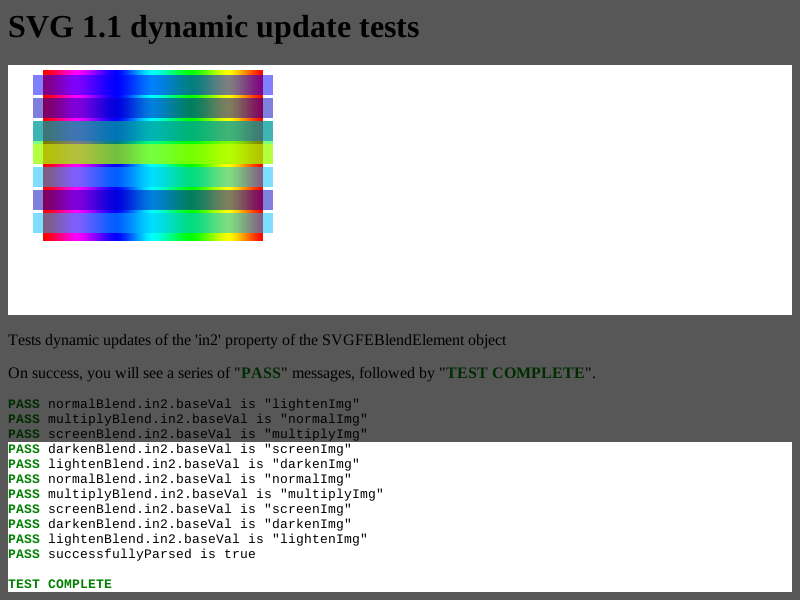 SVG 1.1 dynamic update tests
Tests dynamic updates of the 'in2' property of the SVGFEBlendElement object
On success, you will see a series of "PASS" messages, followed by "TEST COMPLETE".
PASS normalBlend.in2.baseVal is "lightenImg"
PASS multiplyBlend.in2.baseVal is "normalImg"
PASS screenBlend.in2.baseVal is "multiplyImg"
PASS darkenBlend.in2.baseVal is "screenImg"
PASS lightenBlend.in2.baseVal is "darkenImg"
PASS normalBlend.in2.baseVal is "normalImg"
PASS multiplyBlend.in2.baseVal is "multiplyImg"
PASS screenBlend.in2.baseVal is "screenImg"
PASS darkenBlend.in2.baseVal is "darkenImg"
PASS lightenBlend.in2.baseVal is "lightenImg"
PASS successfullyParsed is true
TEST COMPLETE